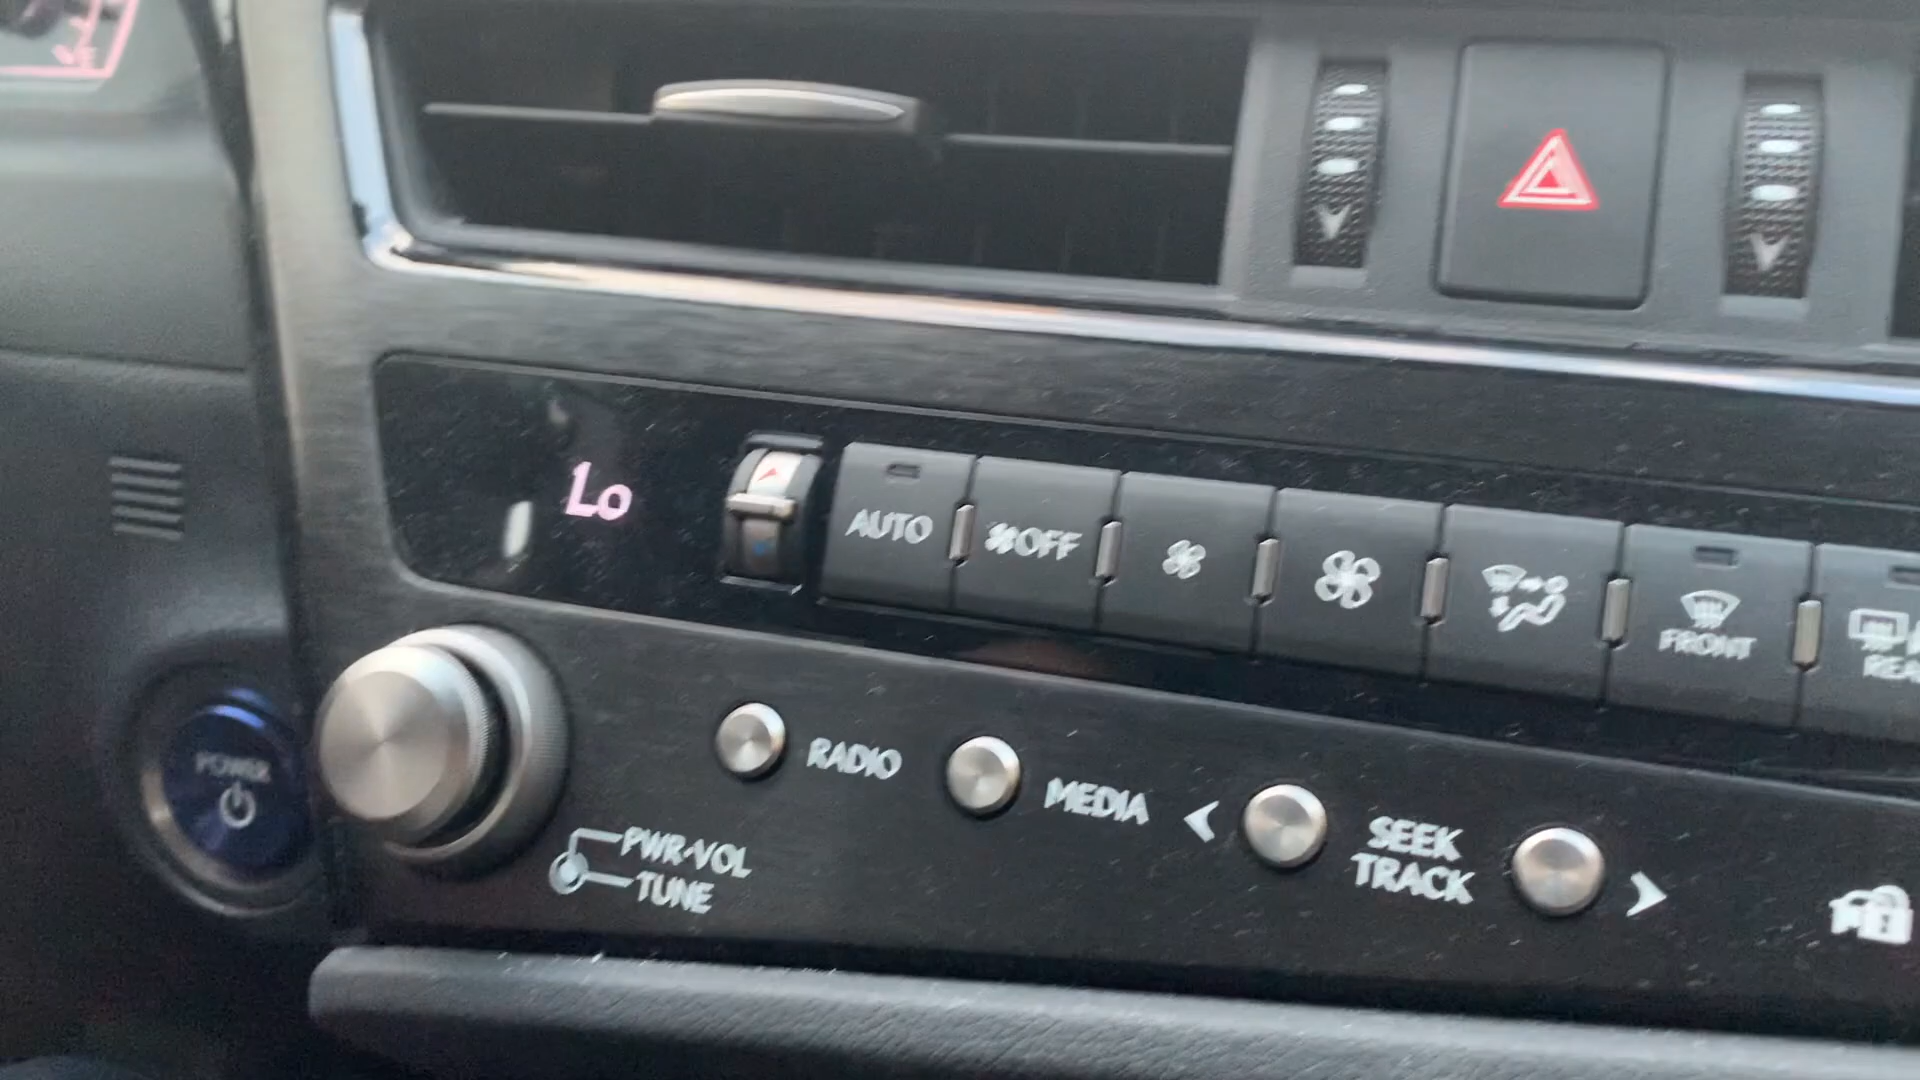 Lo
AUTO
OFF
FRONT
POWER
RADIO
MEDIA
SEEK
TRACK
PWR·VOL
TUNE